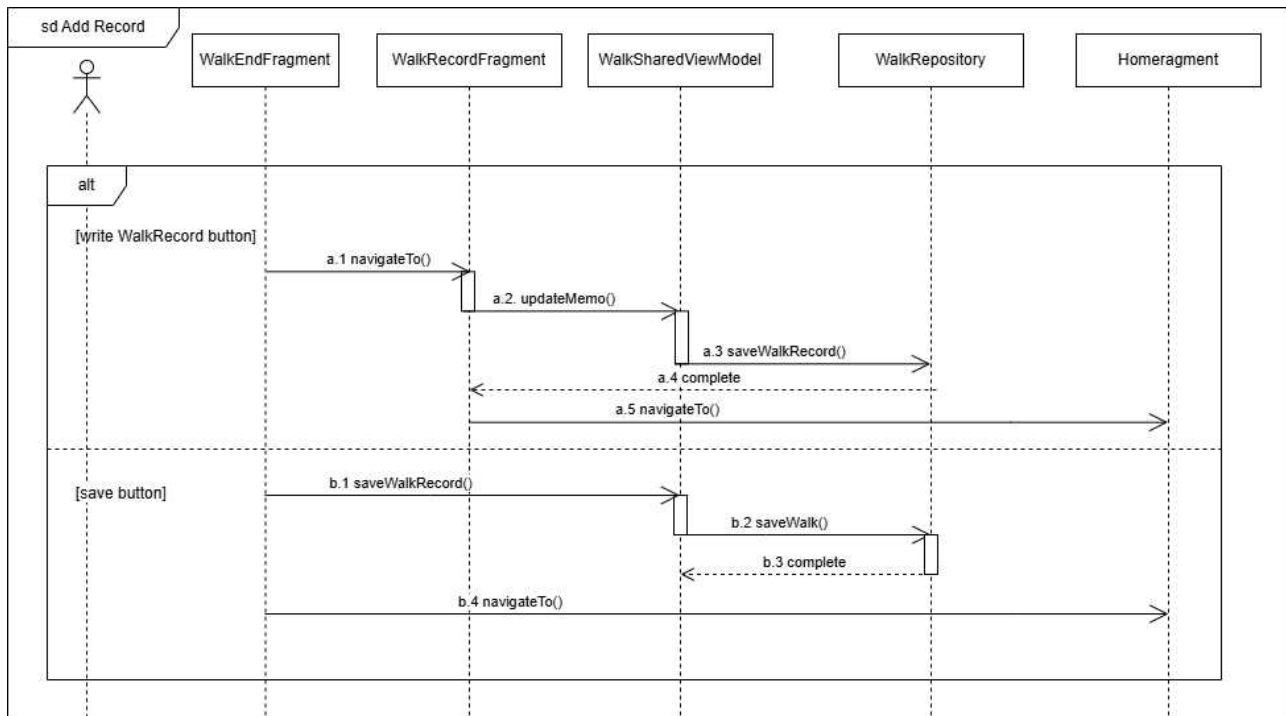 sd Add Record
WalkEndFragment
WalkRecordFragment
WalkSharedViewModel
WalkRepository
Homeragment
alt
[write WalkRecord button]
a.1 navigateTo()
a.2. updateMemo()
a.3 saveWalkRecord()
a.4 complete
a.5 navigateTo()
[save button]
b.1 saveWalkRecord()
b.2 saveWalk()
b.3 complete
b.4 navigateTo()